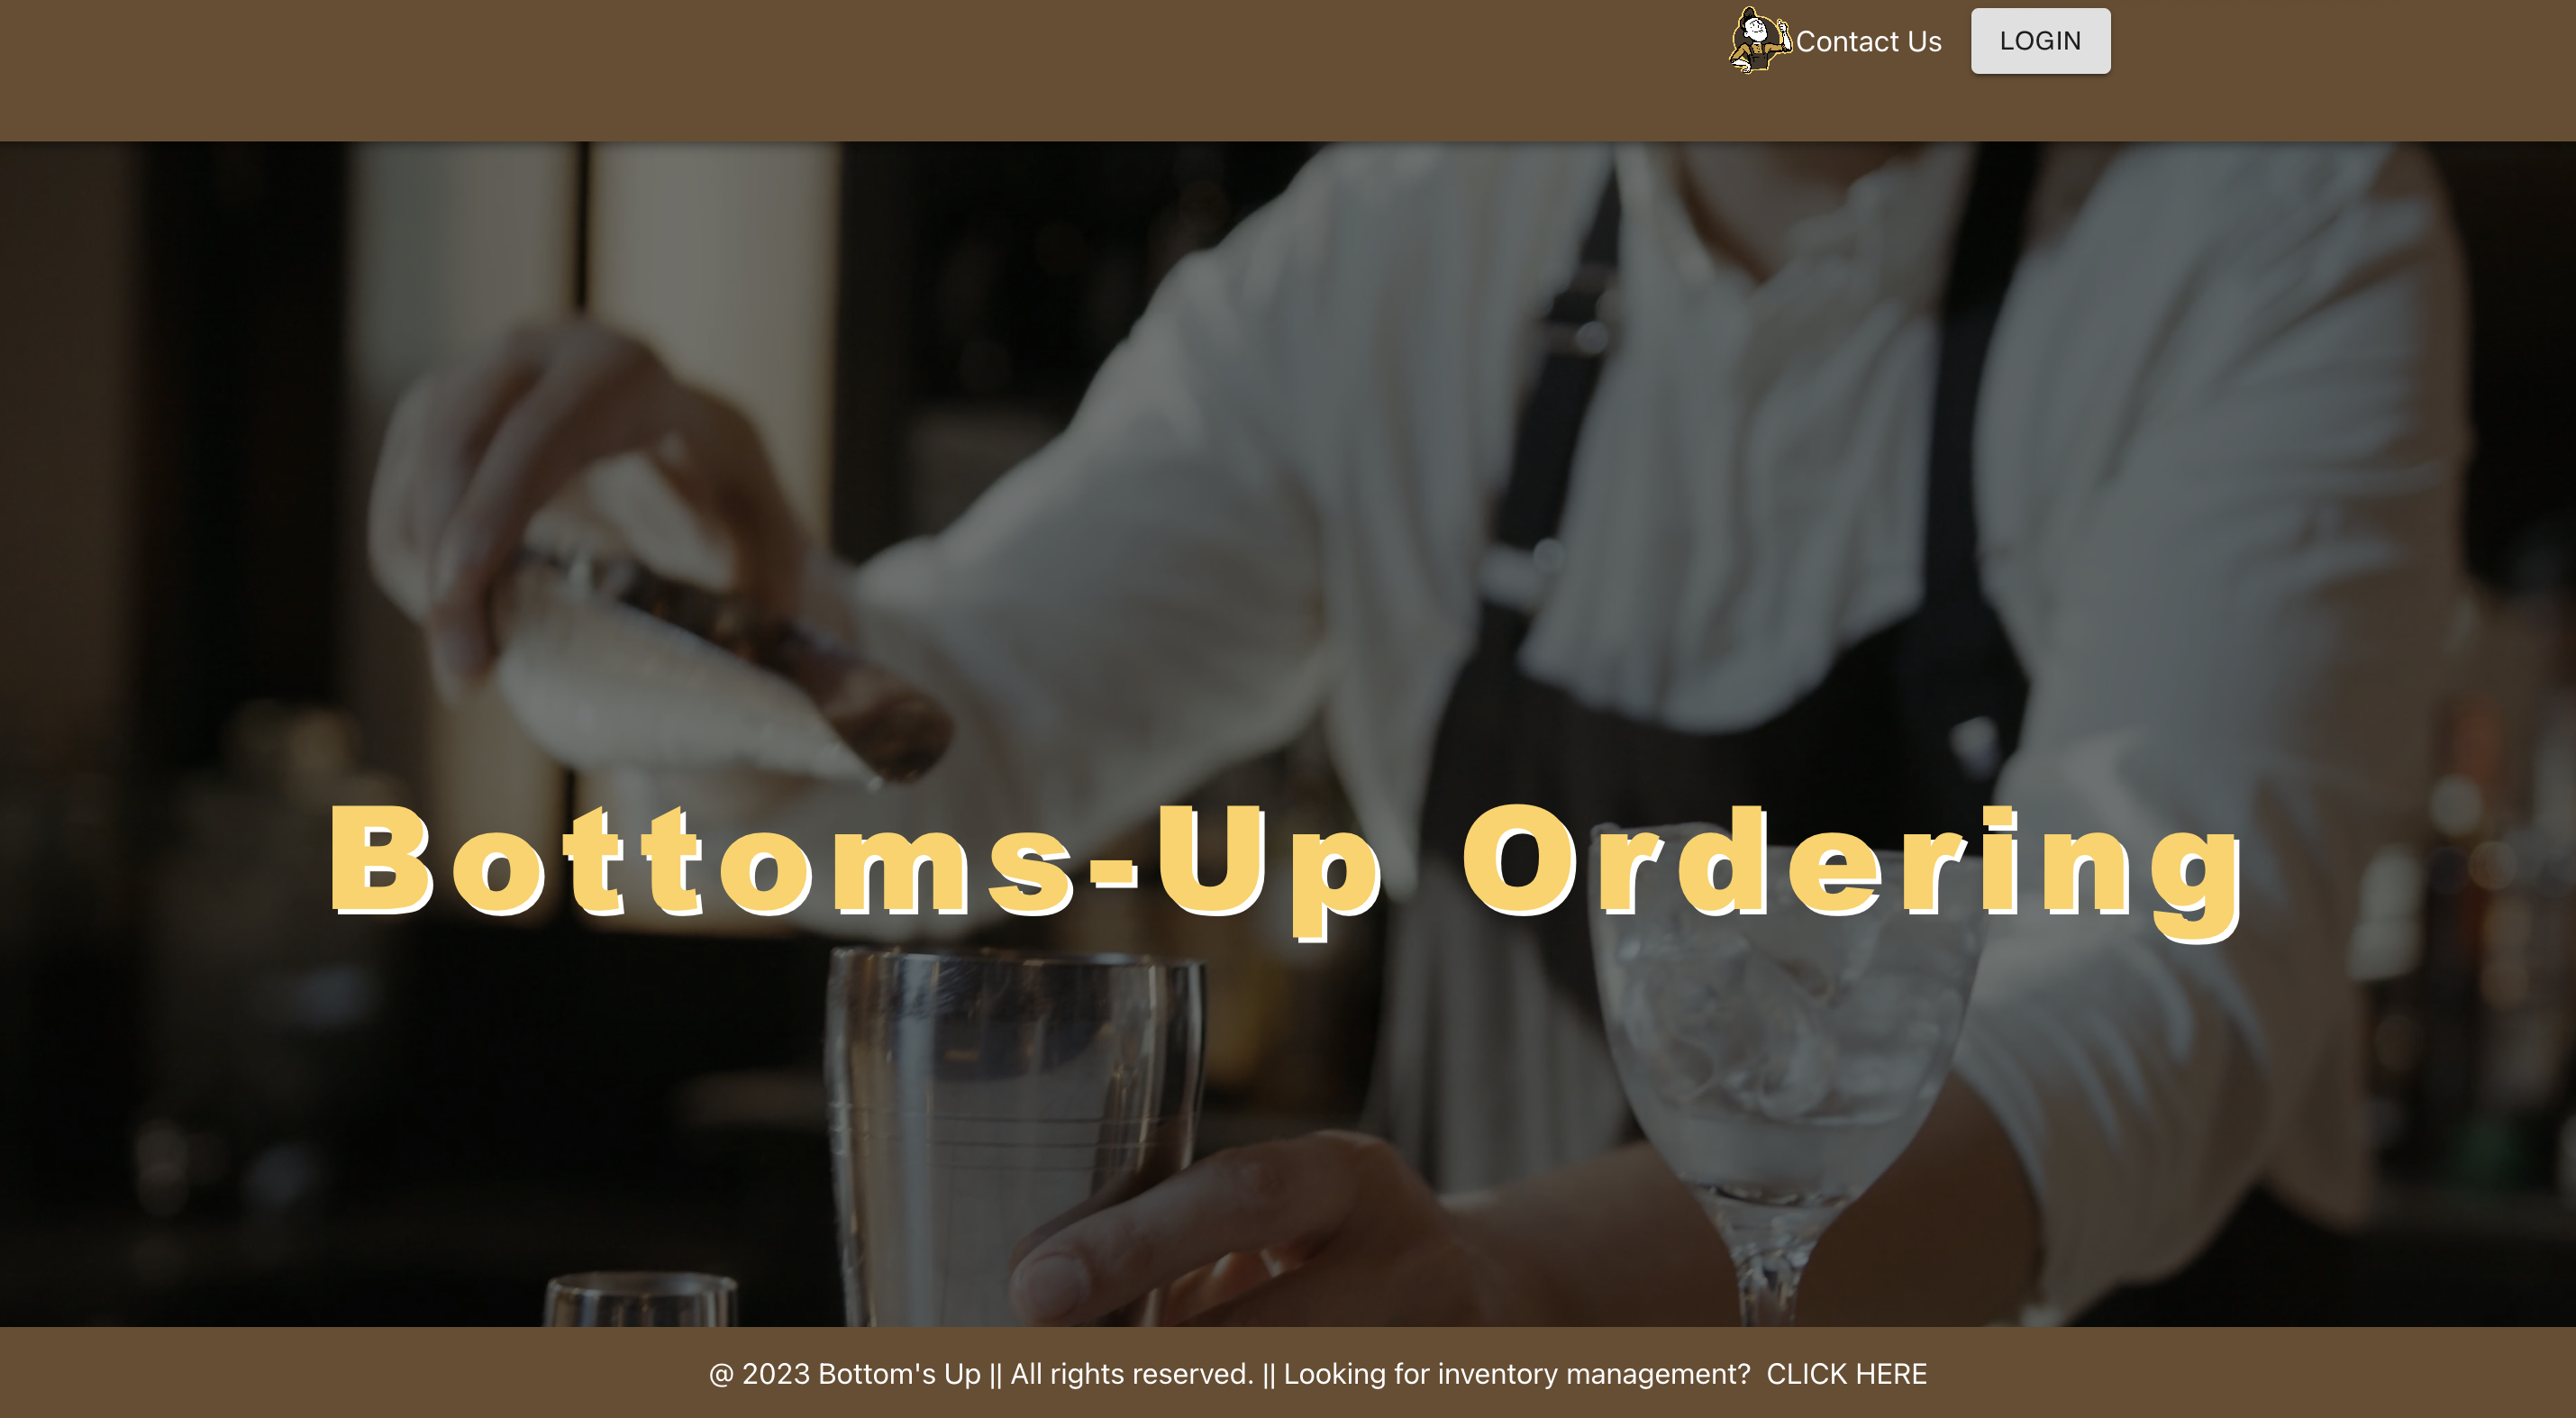 Contact Us
LOGIN
Bottoms-Up Ordering
@ 2023 Bottom's Up || All rights reserved. || Looking for inventory management? CLICK HERE